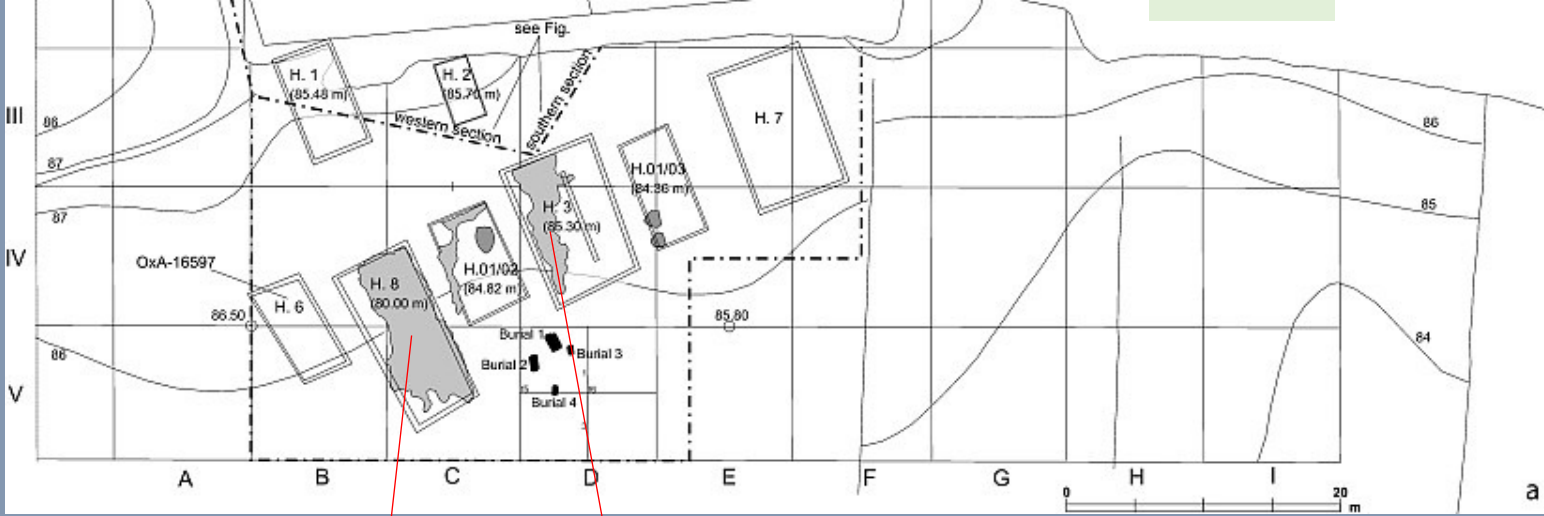 see Fig.
H. 1
(85.48 m)
H. 2
(85.70 m)
southern section
western section
III
86
87
H. 7
86
H.01/03
(84.36 m)
87
H. 3
(85.30 m)
85
IV
OxA-16597
H. 8
(80.00 m)
H.01/02
(84.82 m)
H. 6
86.50
85.80
86
Burial 1
Burial 2
Burial 3
Burial 4
84
V
A
B
C
D
E
F
G
H
I
0
20
m
a